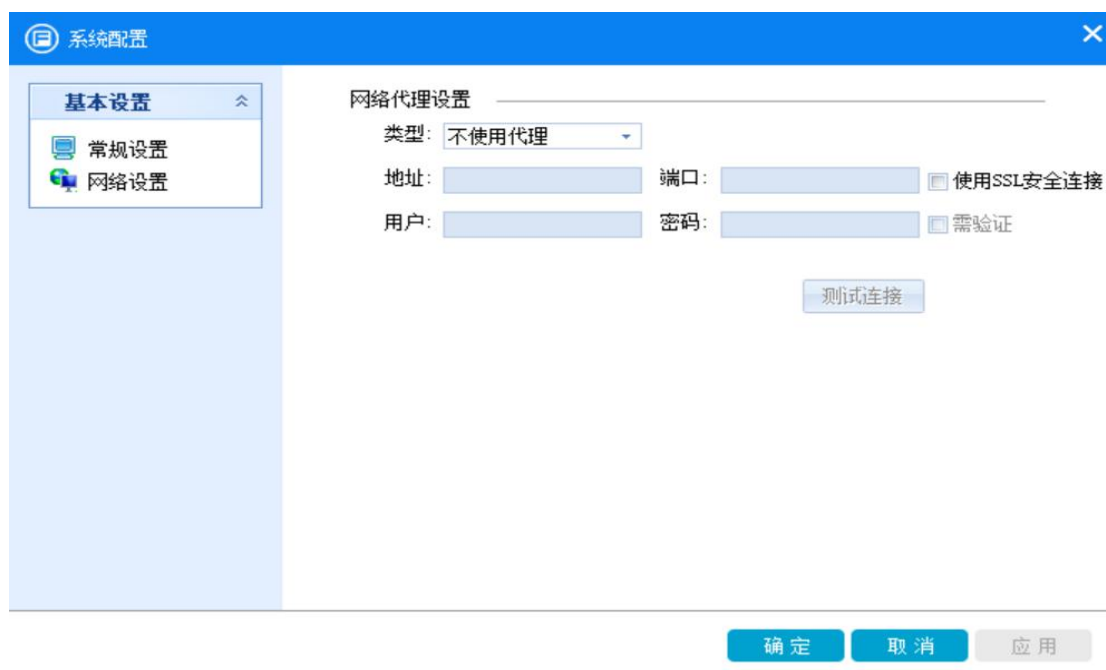 系统配置
基本设置
常规设置
网络设置
网络代理设置
类型: 不使用代理
地址: 端口: 使用SSL安全连接
用户: 密码: 需验证
测试连接
确定 取消 应用